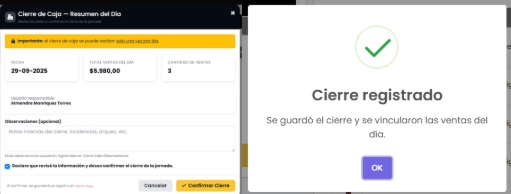 Cierre de Caja — Resumen del Día
Importante: el cierre de caja se puede realizar solo una vez por día.
FECHA
29-09-2025
TOTAL VENTAS DEL DÍA
$5.980,00
CANTIDAD DE VENTAS
3
Usuario responsable
Almendra Manríquez Torres
Observaciones (opcional)
Notas internas del cierre, incidencias, arqueo, etc.
Declaro que revisé la información y deseo confirmar el cierre de la jornada.
Cancelar
Confirmar Cierre
Cierre registrado
Se guardó el cierre y se vincularon las ventas del
día.
OK